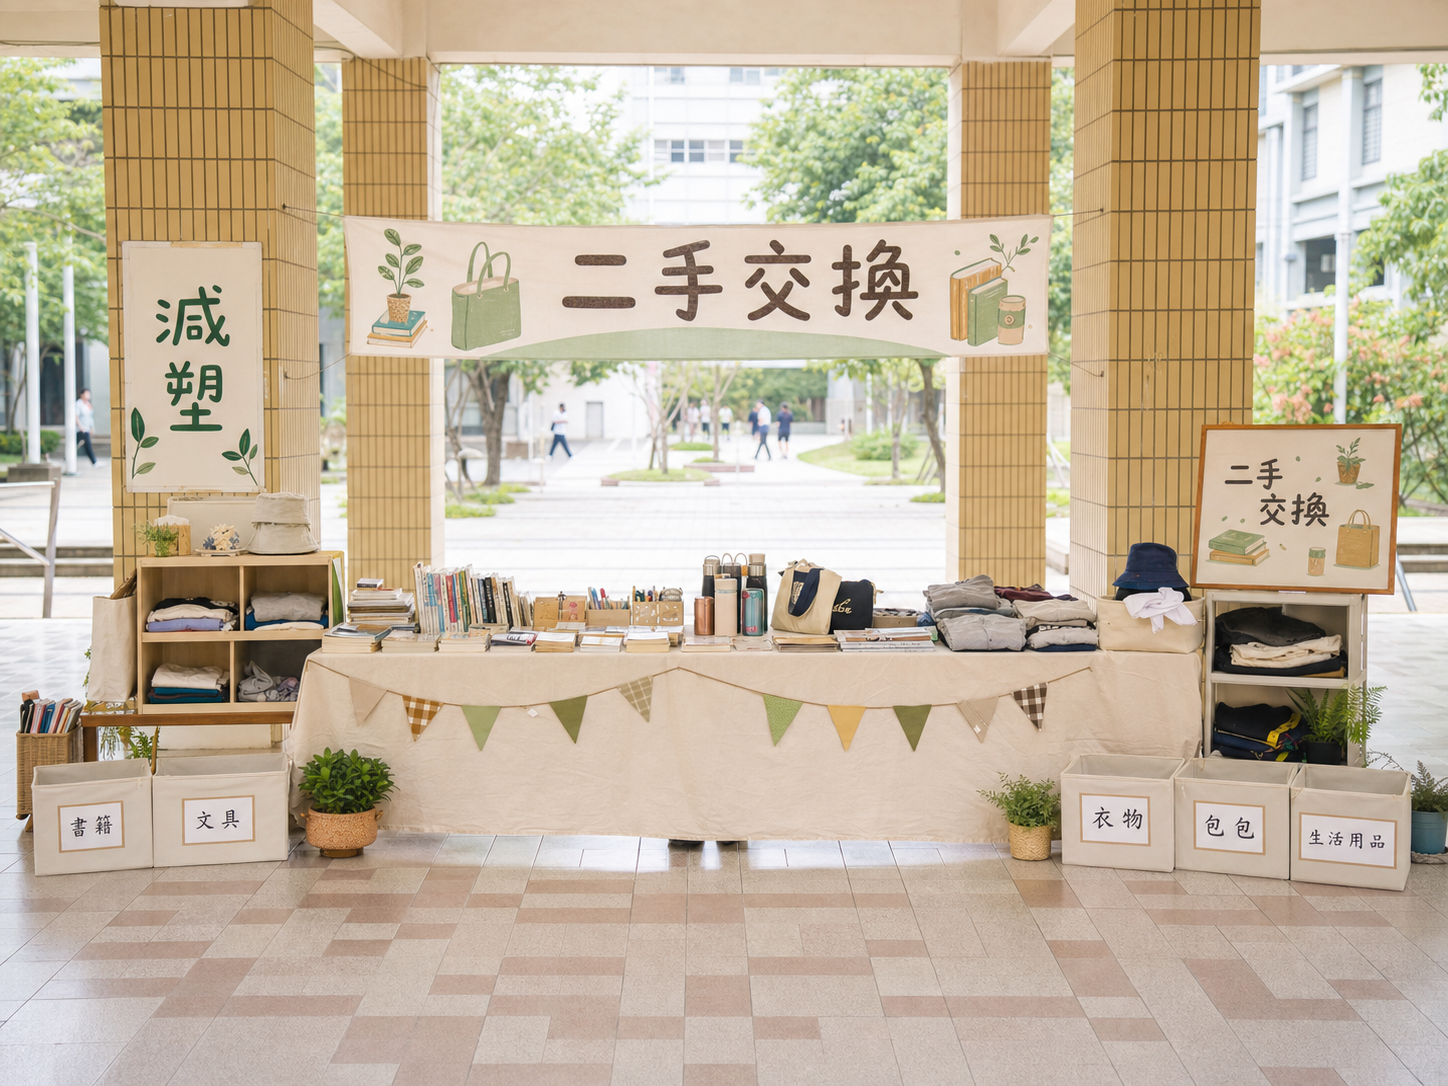 二手交換
減
塑
二手
交換
書籍
文具
衣物
包包
生活用品